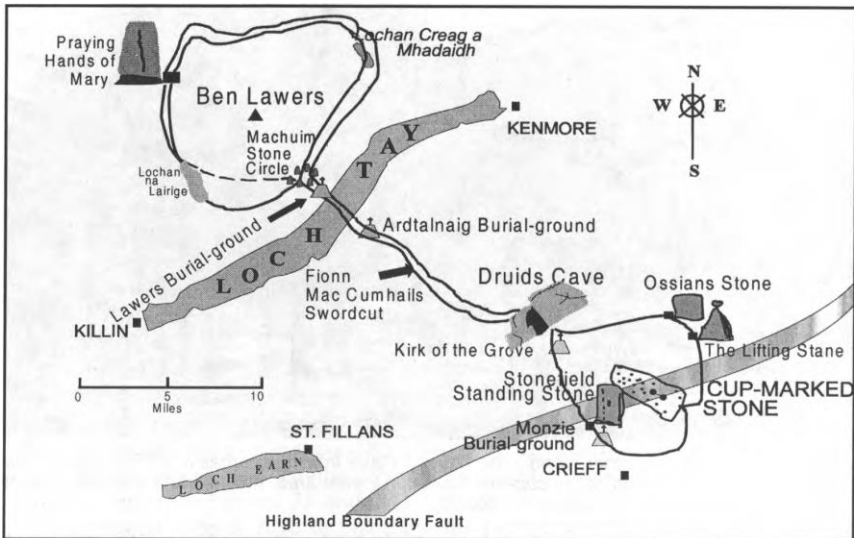 Lochan Creag a
Mhadaidh
Praying
Hands of
Mary
Ben Lawers
Machuim
Stone
Circle
Lochan
na
Lairige
KENMORE
N
W E
S
LOCH TAY
Lawers Burial-ground
Ardtalnaig Burial-ground
Fionn
Mac Cumhails
Swordcut
Druids Cave
Ossians Stone
KILLIN
Kirk of the Grove
The Lifting Stane
Stonefield
Standing Stone
CUP-MARKED
STONE
0 5 10
Miles
Monzie
Burial-ground
ST. FILLANS
LOCH EARN
CRIEFF
Highland Boundary Fault